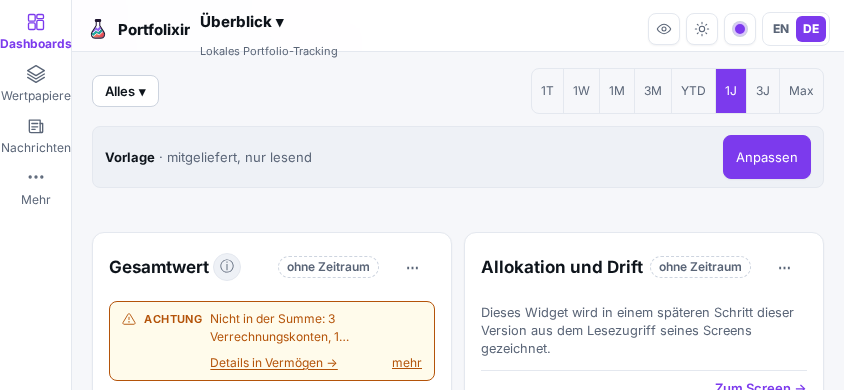 Dashboards
Wertpapiere
Nachrichten
Mehr
Portfolixir
Überblick ▾
Lokales Portfolio-Tracking
EN DE
Alles ▾
1T 1W 1M 3M YTD 1J 3J Max
Vorlage · mitgeliefert, nur lesend
Anpassen
Gesamtwert ⓘ ohne Zeitraum ⋯
ACHTUNG Nicht in der Summe: 3
Verrechnungskonten, 1…
Details in Vermögen → mehr
Allokation und Drift ohne Zeitraum ⋯
Dieses Widget wird in einem späteren Schritt dieser
Version aus dem Lesezugriff seines Screens
gezeichnet.
Zum Screen →